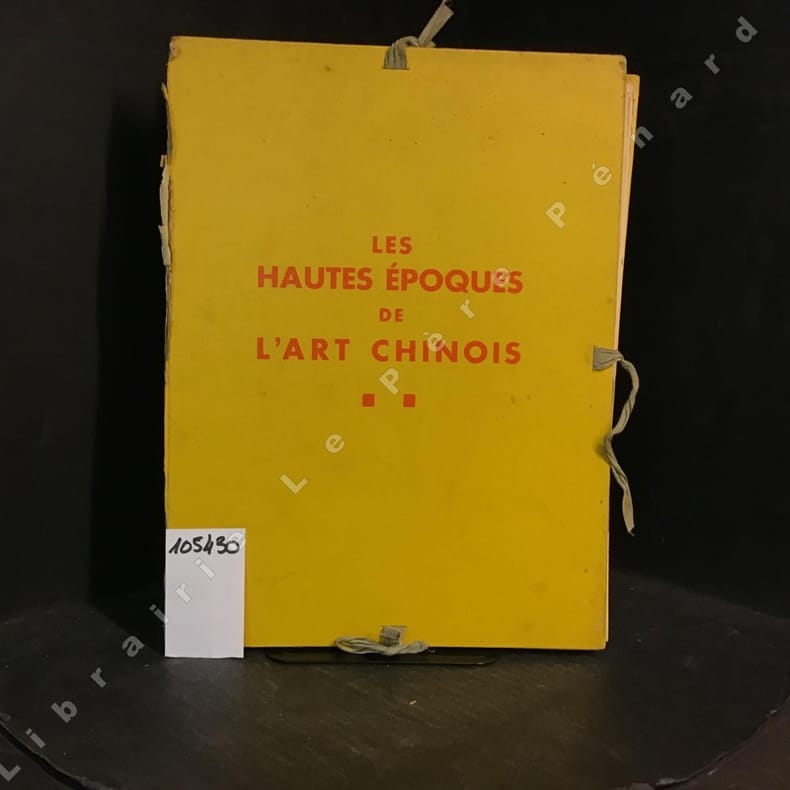 LES
HAUTES ÉPOQUES
DE
L'ART CHINOIS
105430
Librairie Le Père Pénard